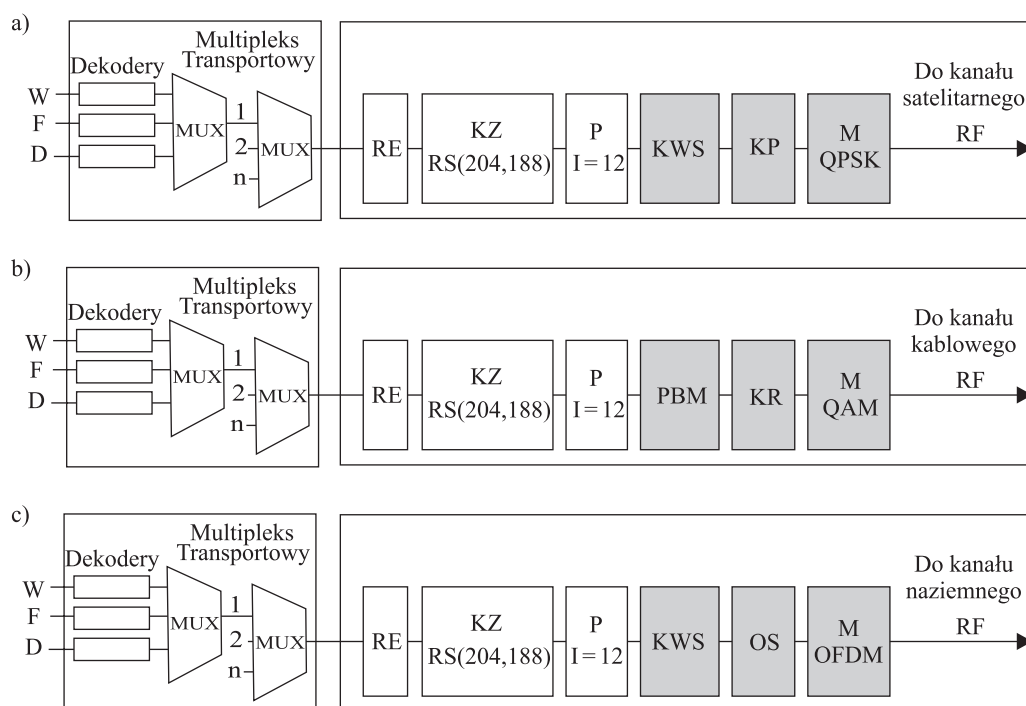 a)
Multipleks
Transportowy
Dekodery
W
F
D
MUX
1
2
n
MUX
RE
KZ
RS(204,188)
P
I = 12
KWS
KP
M
QPSK
Do kanału
satelitarnego
RF
b)
Multipleks
Transportowy
Dekodery
W
F
D
MUX
1
2
n
MUX
RE
KZ
RS(204,188)
P
I = 12
PBM
KR
M
QAM
Do kanału
kablowego
RF
c)
Multipleks
Transportowy
Dekodery
W
F
D
MUX
1
2
n
MUX
RE
KZ
RS(204,188)
P
I = 12
KWS
OS
M
OFDM
Do kanału
naziemnego
RF